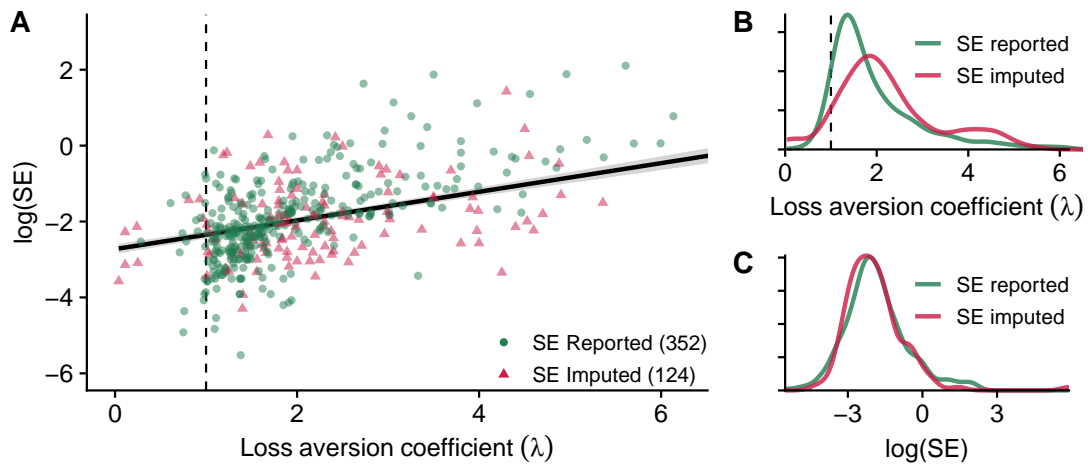 A
log(SE)
2
0
−2
−4
−6
SE Reported (352)
SE Imputed (124)
0 2 4 6
Loss aversion coefficient (λ)
B
SE reported
SE imputed
0 2 4 6
Loss aversion coefficient (λ)
C
SE reported
SE imputed
−3 0 3
log(SE)